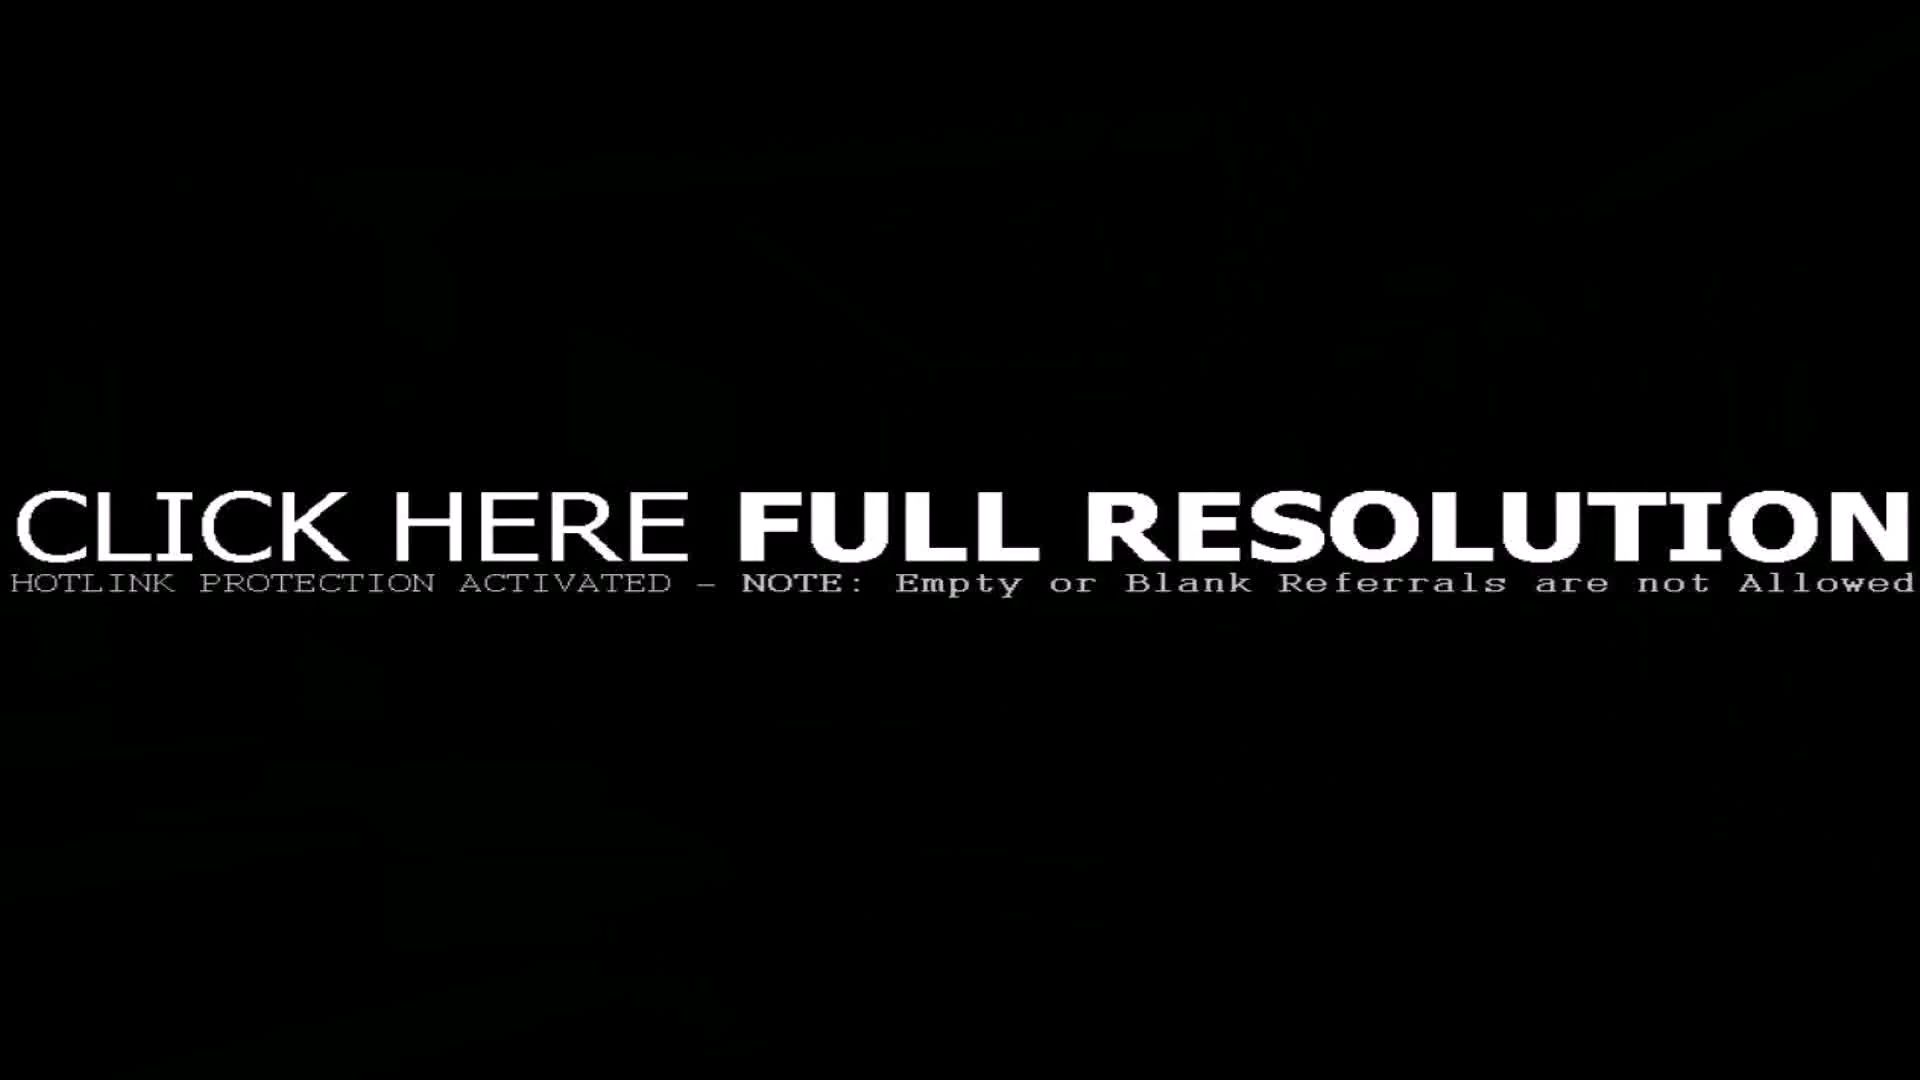 CLICK HERE FULL RESOLUTION
HOTLINK PROTECTION ACTIVATED - NOTE: Empty or Blank Referrals are not Allowed